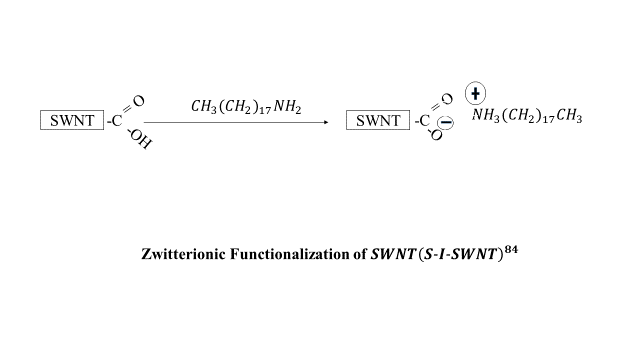 SWNT -C =O -OH CH₃(CH₂)₁₇NH₂ SWNT -C =O -O ⊖ ⊕ NH₃(CH₂)₁₇CH₃
Zwitterionic Functionalization of SWNT(S-I-SWNT)⁸⁴